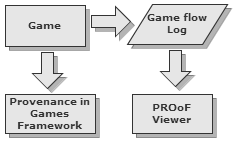 Game
Game flow
Log
Provenance in
Games
Framework
PROoF
Viewer